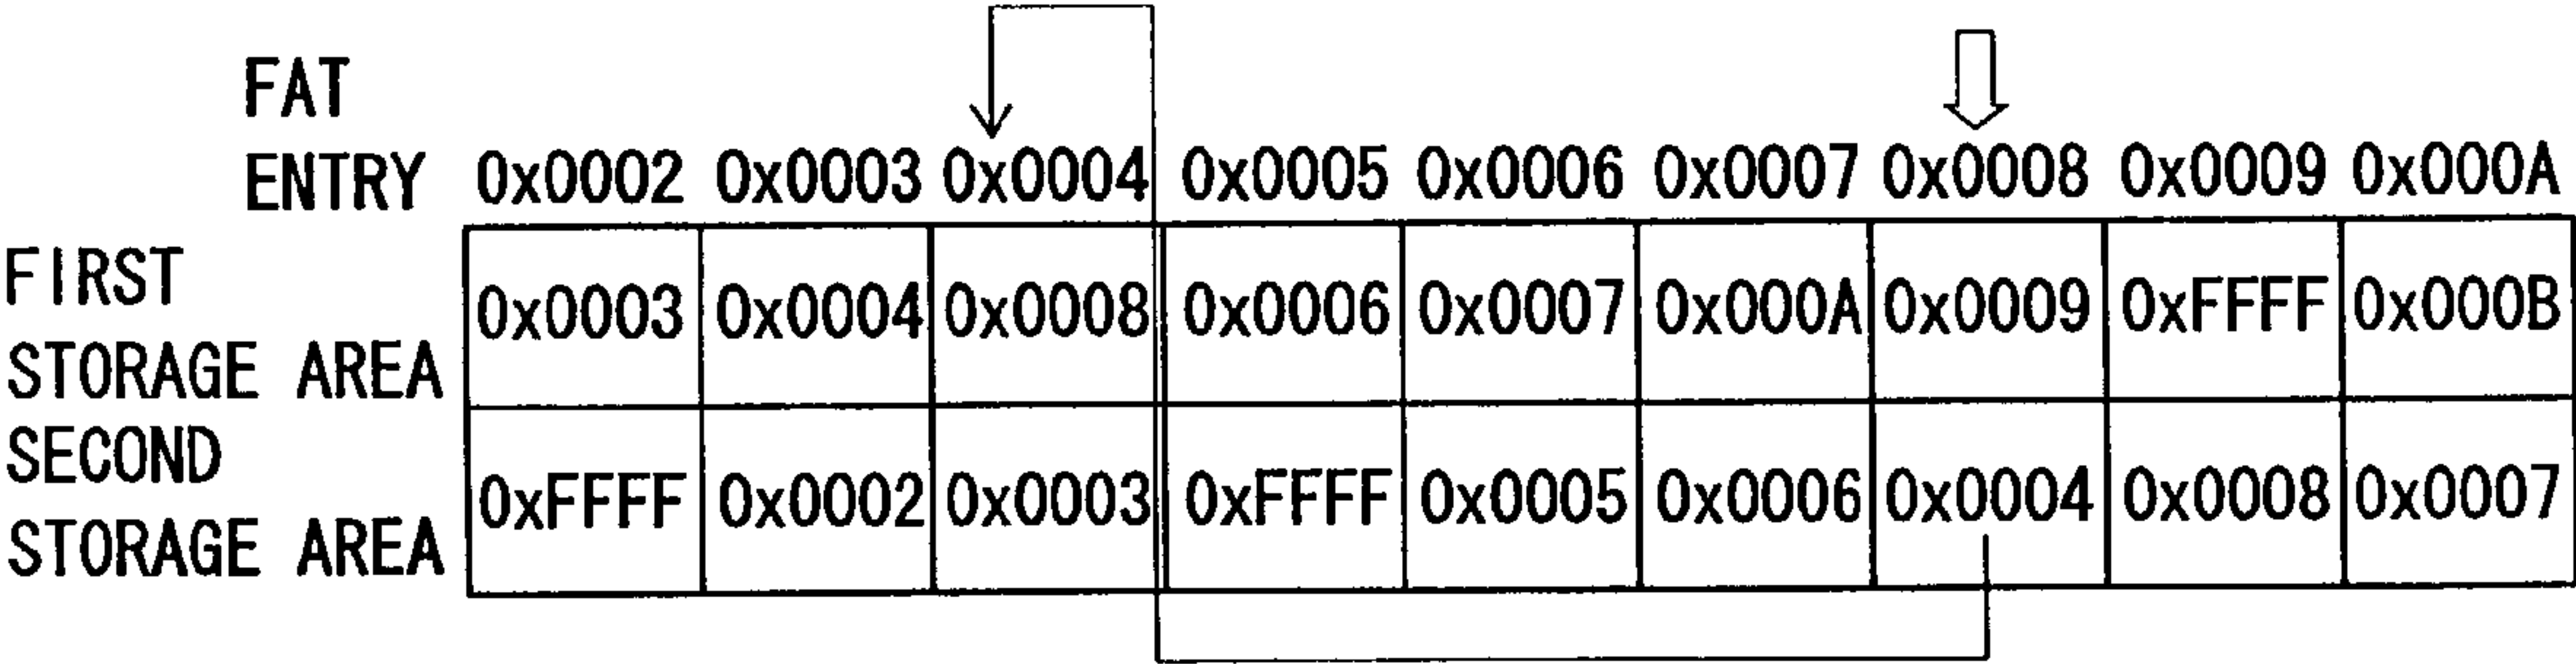 FAT
ENTRY 0x0002 0x0003 0x0004 0x0005 0x0006 0x0007 0x0008 0x0009 0x000A
FIRST
STORAGE AREA 0x0003 0x0004 0x0008 0x0006 0x0007 0x000A 0x0009 0xFFFF 0x000B
SECOND
STORAGE AREA 0xFFFF 0x0002 0x0003 0xFFFF 0x0005 0x0006 0x0004 0x0008 0x0007